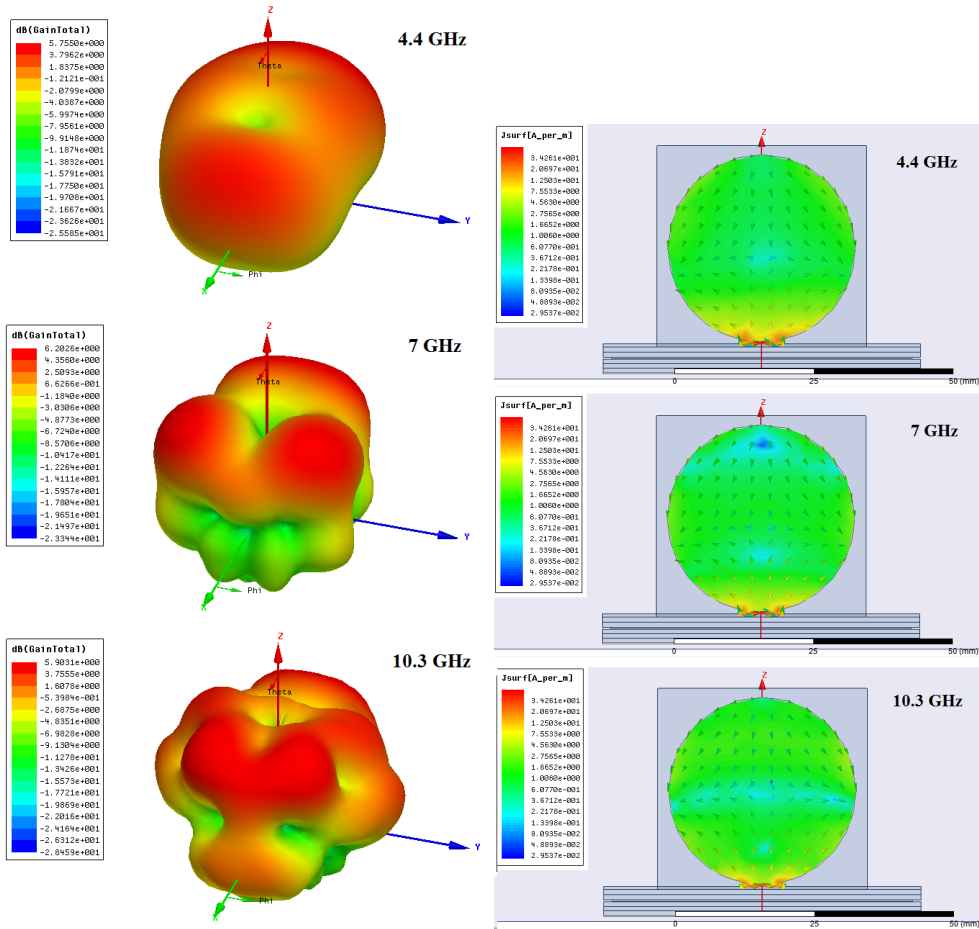 dB(GainTotal)
5.7550e+000
3.7962e+000
1.8375e+000
-1.2121e-001
-2.0799e+000
-4.0387e+000
-5.9974e+000
-7.9561e+000
-9.9148e+000
-1.1874e+001
-1.3832e+001
-1.5791e+001
-1.7750e+001
-1.9708e+001
-2.1667e+001
-2.3626e+001
-2.5585e+001
Z
Theta
4.4 GHz
Y
X
Phi
Jsurf[A_per_m]
3.4261e+001
2.0697e+001
1.2503e+001
7.5533e+000
4.5630e+000
2.7565e+000
1.6652e+000
1.0060e+000
6.0770e-001
3.6712e-001
2.2178e-001
1.3398e-001
8.0935e-002
4.8893e-002
2.9537e-002
Z
4.4 GHz
0
25
50 (mm)
dB(GainTotal)
6.2026e+000
4.3560e+000
2.5093e+000
6.6266e-001
-1.1840e+000
-3.0306e+000
-4.8773e+000
-6.7240e+000
-8.5706e+000
-1.0417e+001
-1.2264e+001
-1.4111e+001
-1.5957e+001
-1.7804e+001
-1.9651e+001
-2.1497e+001
-2.3344e+001
Z
Theta
7 GHz
Y
X
Phi
Jsurf[A_per_m]
3.4261e+001
2.0697e+001
1.2503e+001
7.5533e+000
4.5630e+000
2.7565e+000
1.6652e+000
1.0060e+000
6.0770e-001
3.6712e-001
2.2178e-001
1.3398e-001
8.0935e-002
4.8893e-002
2.9537e-002
Z
7 GHz
0
25
50 (mm)
dB(GainTotal)
5.9031e+000
3.7555e+000
1.6078e+000
-5.3984e-001
-2.6875e+000
-4.8351e+000
-6.9828e+000
-9.1304e+000
-1.1278e+001
-1.3426e+001
-1.5573e+001
-1.7721e+001
-1.9869e+001
-2.2016e+001
-2.4164e+001
-2.6312e+001
-2.8459e+001
Z
Theta
10.3 GHz
Y
X
Phi
Jsurf[A_per_m]
3.4261e+001
2.0697e+001
1.2503e+001
7.5533e+000
4.5630e+000
2.7565e+000
1.6652e+000
1.0060e+000
6.0770e-001
3.6712e-001
2.2178e-001
1.3398e-001
8.0935e-002
4.8893e-002
2.9537e-002
Z
10.3 GHz
0
25
50 (mm)